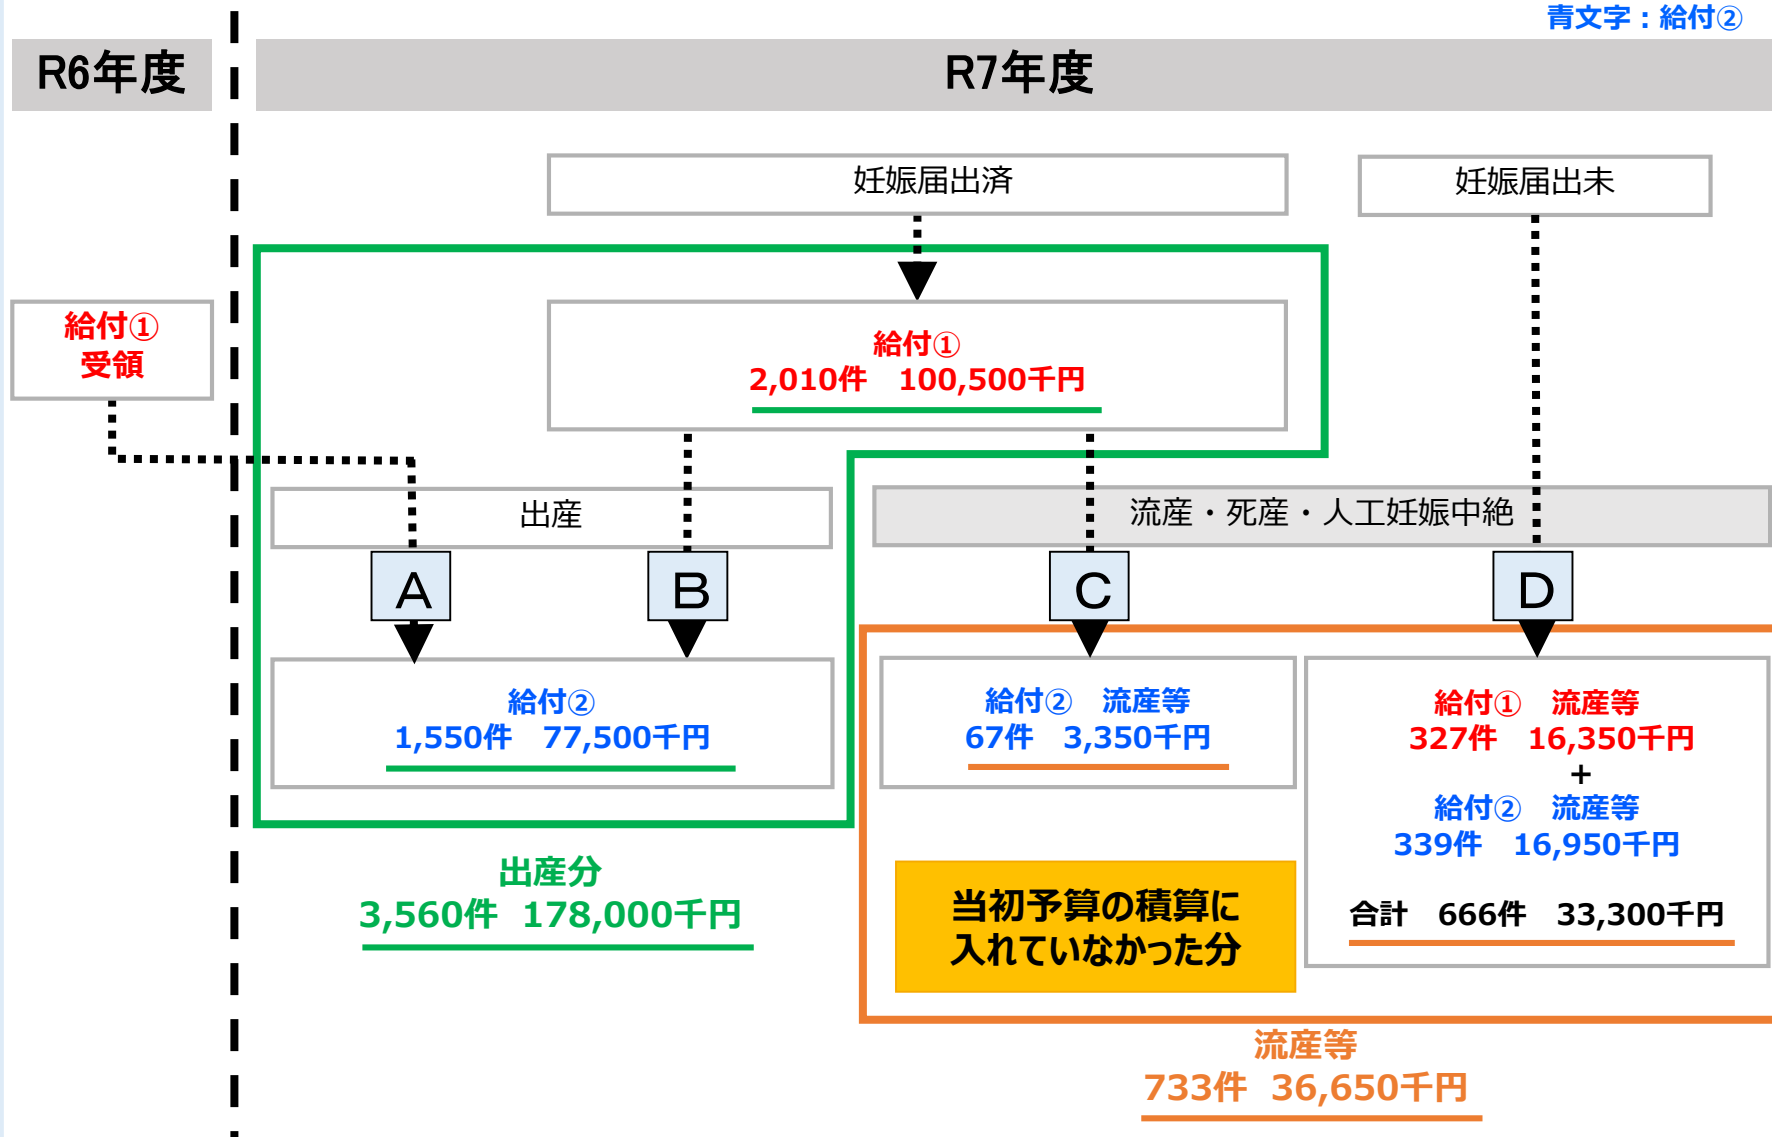 青文字：給付②
R6年度
R7年度
妊娠届出済
妊娠届出未
給付①
受領
給付①
2,010件　100,500千円
出産
流産・死産・人工妊娠中絶
A
B
C
D
給付②
1,550件　77,500千円
給付②　流産等
67件　3,350千円
給付①　流産等
327件　16,350千円
+
給付②　流産等
339件　16,950千円
合計　666件　33,300千円
出産分
3,560件 178,000千円
当初予算の積算に
入れていなかった分
流産等
733件 36,650千円